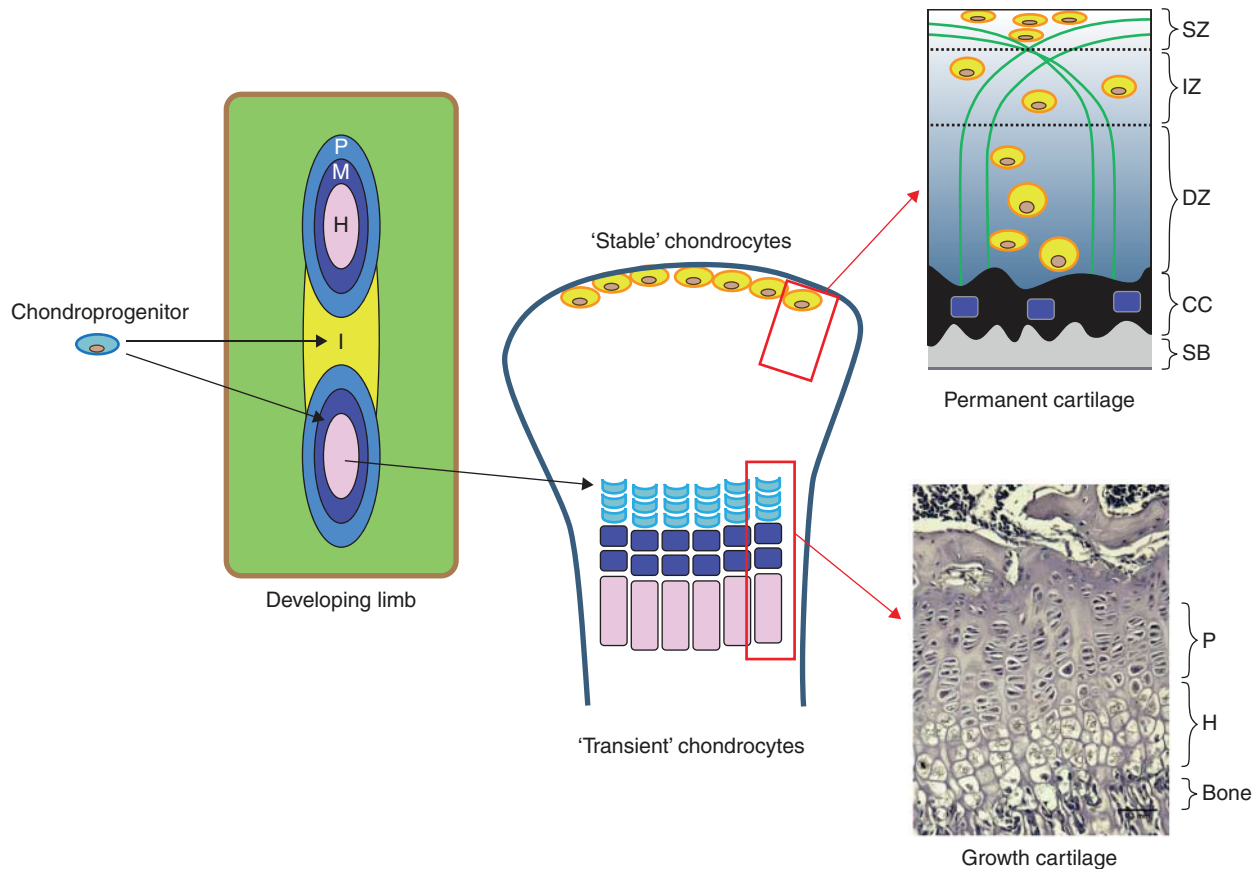 SZ
IZ
DZ
CC
SB
Permanent cartilage
P
M
H
I
Chondroprogenitor
Developing limb
'Stable' chondrocytes
'Transient' chondrocytes
P
H
Bone
Growth cartilage